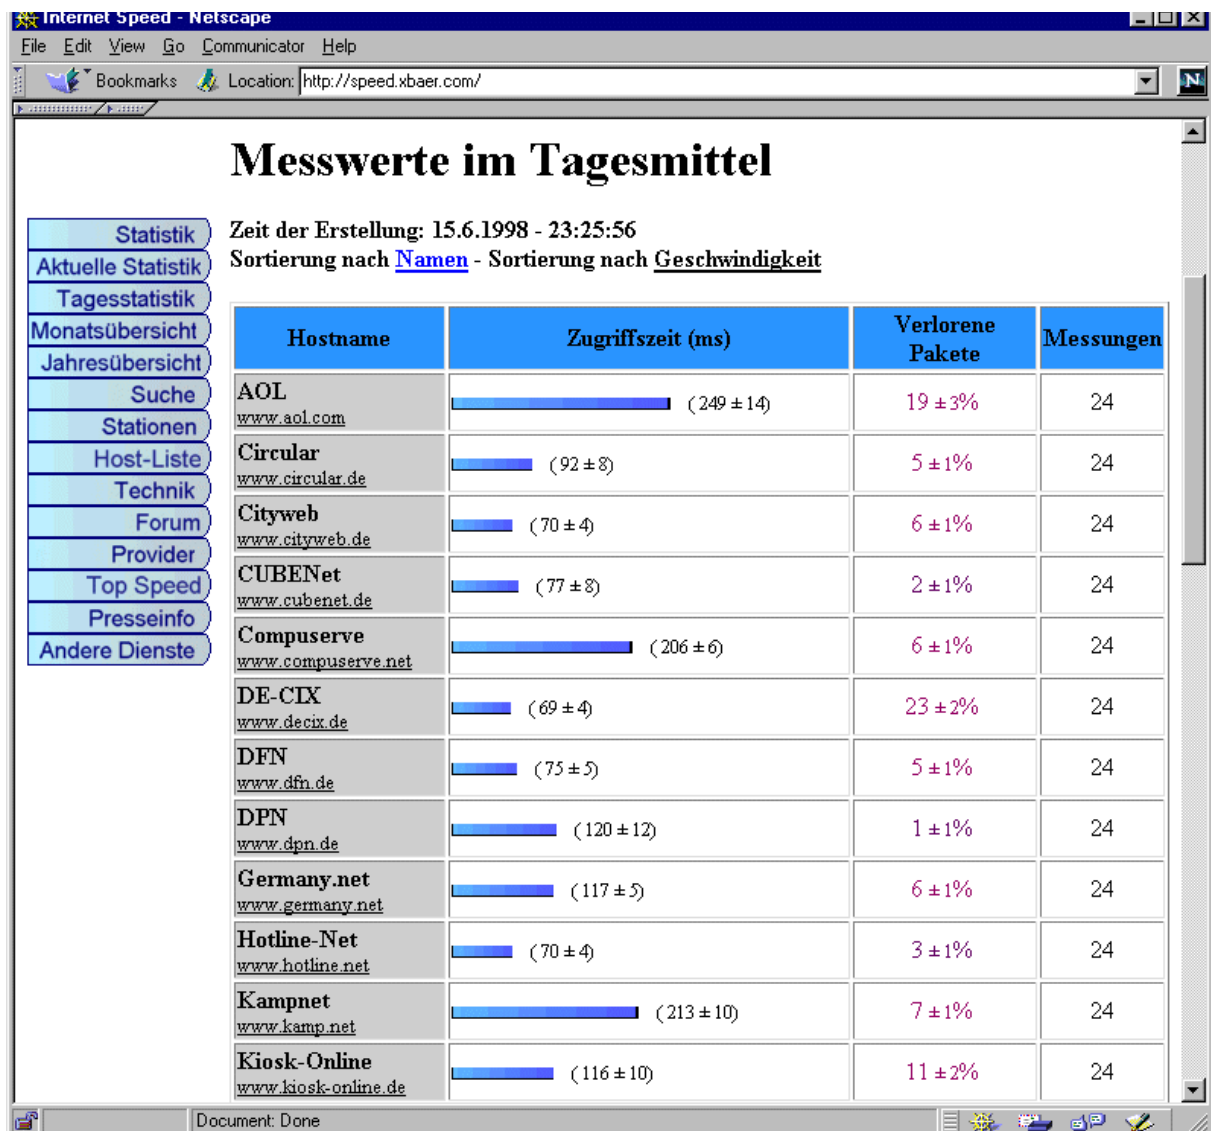 Internet Speed - Netscape
File Edit View Go Communicator Help
Bookmarks Location: http://speed.xbaer.com/
N
Messwerte im Tagesmittel
Zeit der Erstellung: 15.6.1998 - 23:25:56
Sortierung nach Namen - Sortierung nach Geschwindigkeit
Statistik
Aktuelle Statistik
Tagesstatistik
Monatsübersicht
Jahresübersicht
Suche
Stationen
Host-Liste
Technik
Forum
Provider
Top Speed
Presseinfo
Andere Dienste
Hostname Zugriffszeit (ms) Verlorene Pakete Messungen
AOL
www.aol.com (249 ± 14) 19 ±3% 24
Circular
www.circular.de (92 ± 8) 5 ±1% 24
Cityweb
www.cityweb.de (70 ± 4) 6 ±1% 24
CUBENet
www.cubenet.de (77 ± 8) 2 ±1% 24
Compuserve
www.compuserve.net (206 ± 6) 6 ±1% 24
DE-CIX
www.decix.de (69 ± 4) 23 ±2% 24
DFN
www.dfn.de (75 ± 5) 5 ±1% 24
DPN
www.dpn.de (120 ± 12) 1 ±1% 24
Germany.net
www.germany.net (117 ± 5) 6 ±1% 24
Hotline-Net
www.hotline.net (70 ± 4) 3 ±1% 24
Kampnet
www.kamp.net (213 ± 10) 7 ±1% 24
Kiosk-Online
www.kiosk-online.de (116 ± 10) 11 ±2% 24
Document: Done